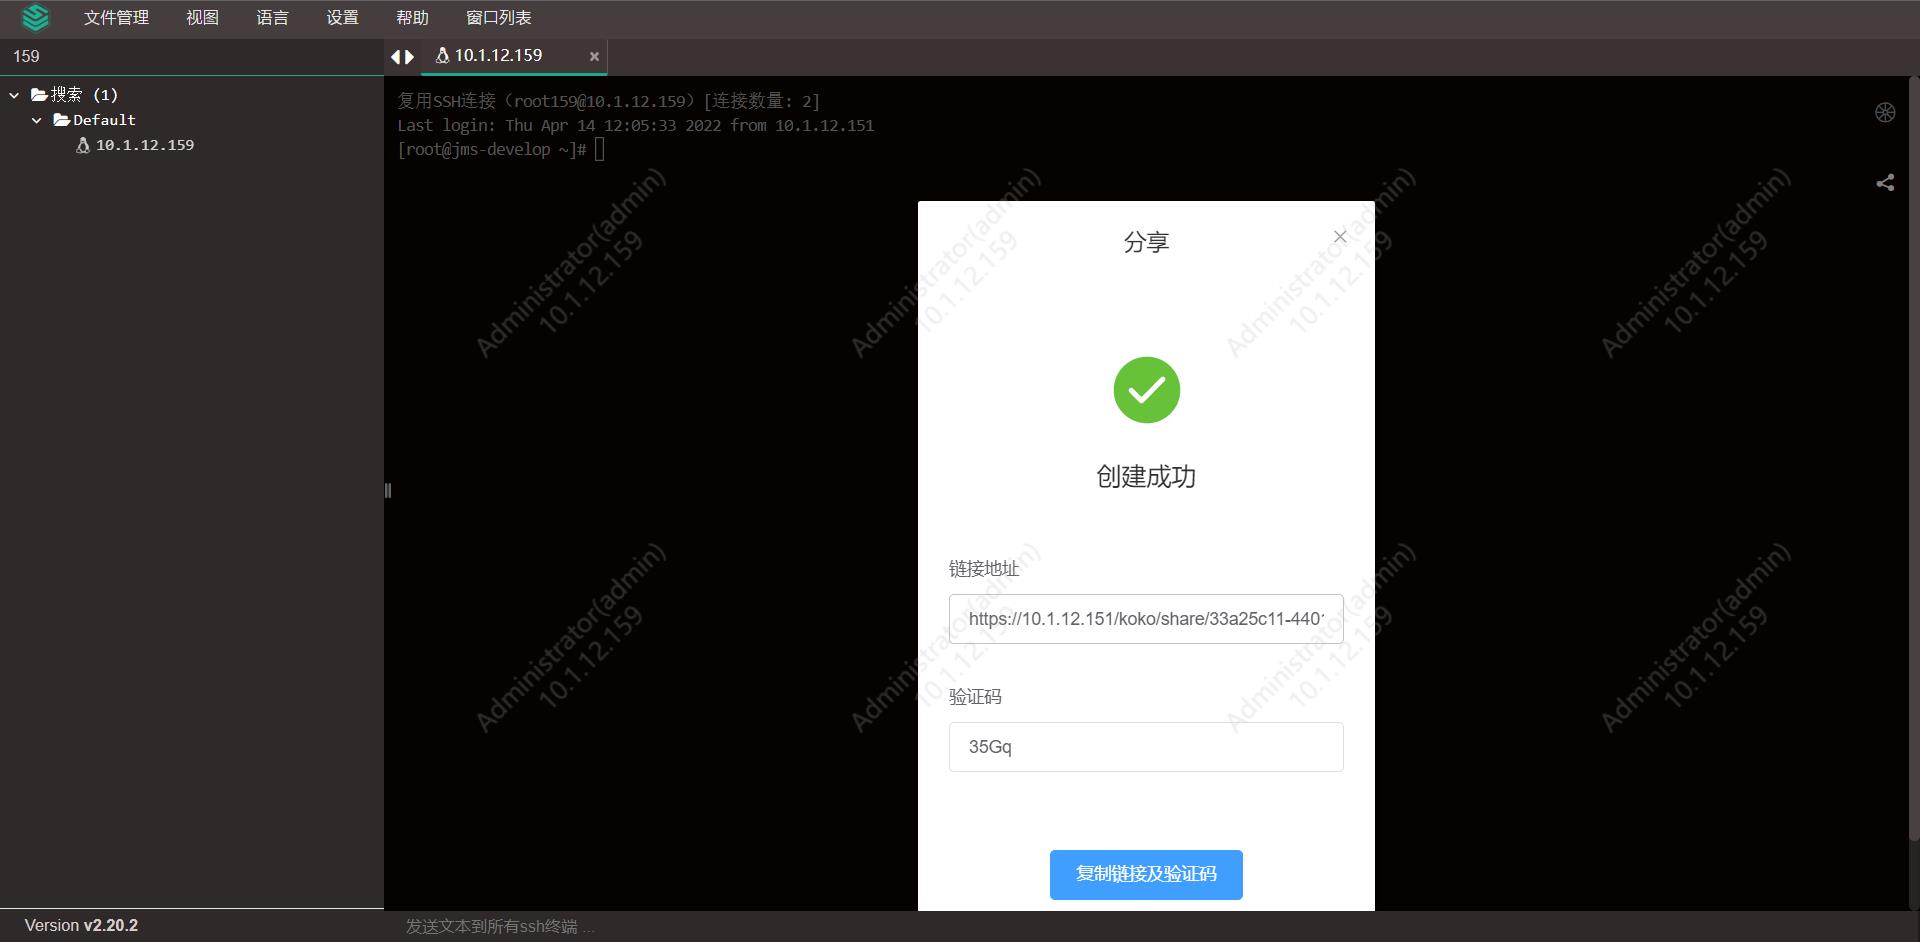 文件管理 视图 语言 设置 帮助 窗口列表
159
10.1.12.159
搜索 (1)
Default
10.1.12.159
复用SSH连接（root159@10.1.12.159）[连接数量: 2]
Last login: Thu Apr 14 12:05:33 2022 from 10.1.12.151
[root@jms-develop ~]#
Administrator(admin)
10.1.12.159
Administrator(admin)
10.1.12.159
Administrator(admin)
10.1.12.159
Administrator(admin)
10.1.12.159
分享
创建成功
链接地址
https://10.1.12.151/koko/share/33a25c11-440
验证码
35Gq
复制链接及验证码
Administrator(admin)
10.1.12.159
Administrator(admin)
10.1.12.159
Administrator(admin)
10.1.12.159
Administrator(admin)
10.1.12.159
Version v2.20.2
发送文本到所有ssh终端 ...